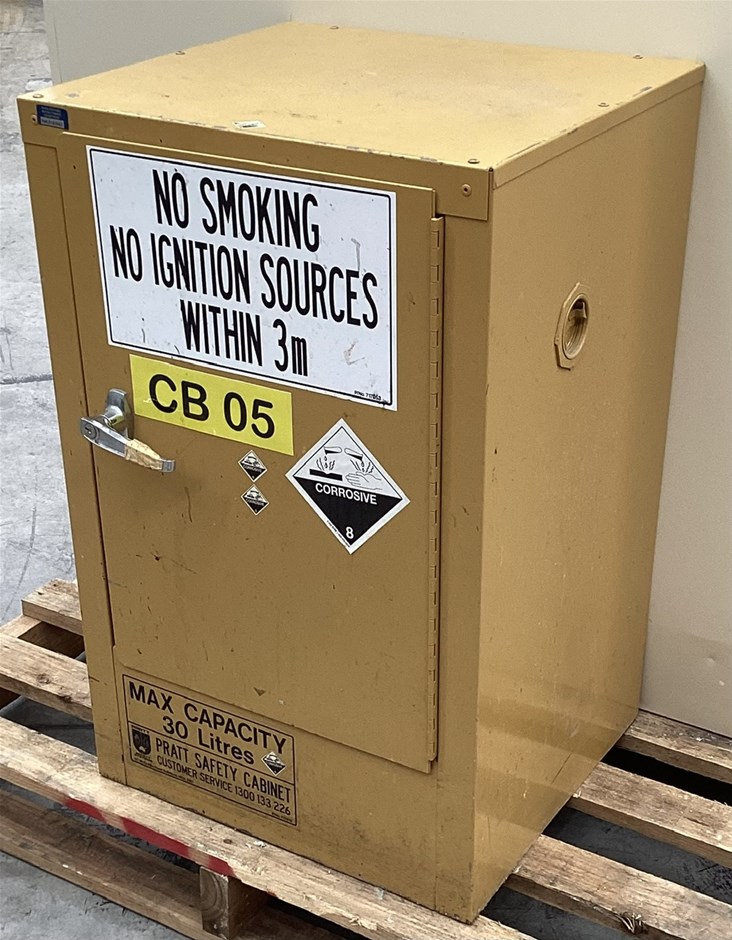 NO SMOKING
NO IGNITION SOURCES
WITHIN 3m
CB 05
CORROSIVE
8
MAX CAPACITY
30 Litres
PRATT SAFETY CABINET
CUSTOMER SERVICE 1300 133 226